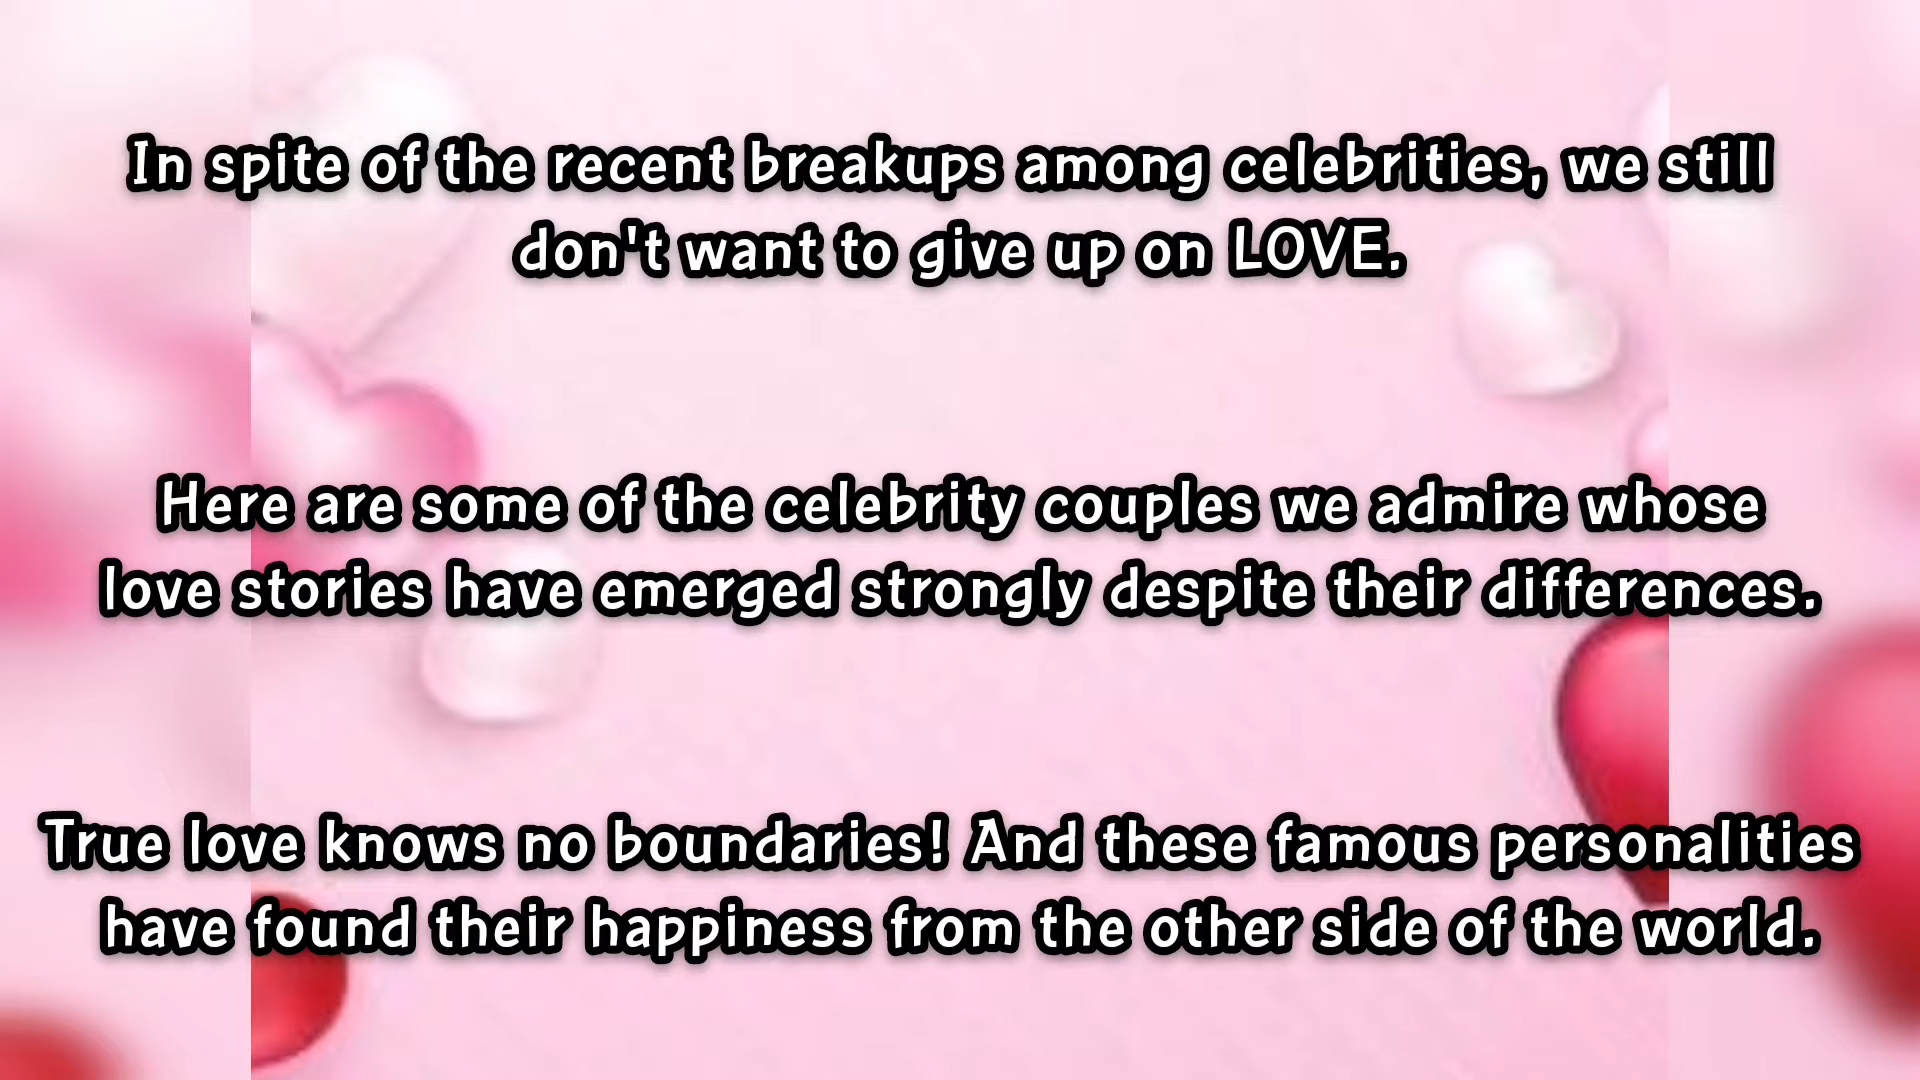 In spite of the recent breakups among celebrities, we still
don't want to give up on LOVE.
Here are some of the celebrity couples we admire whose
love stories have emerged strongly despite their differences.
True love knows no boundaries! And these famous personalities
have found their happiness from the other side of the world.